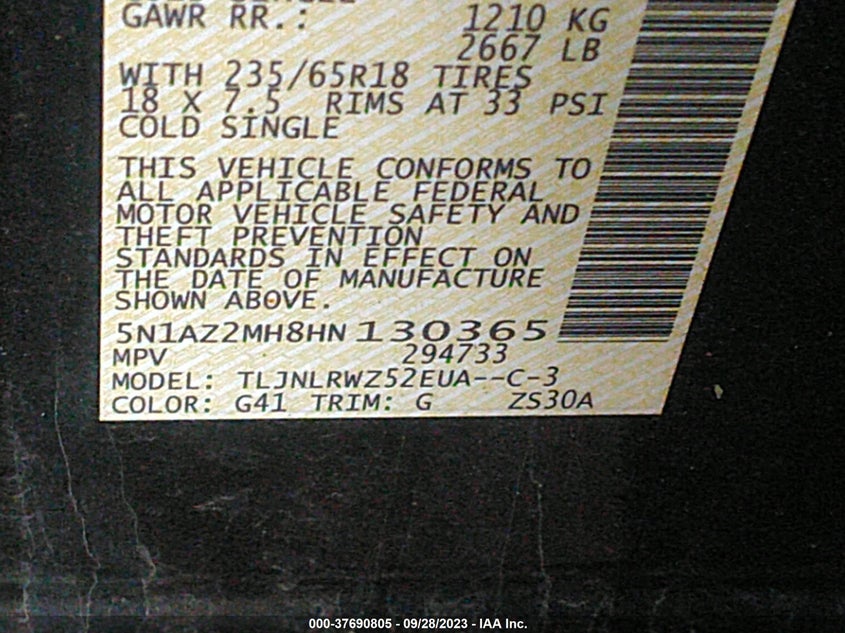 GAWR RR.: 1210 KG
2667 LB
WITH 235/65R18 TIRES
18 X 7.5 RIMS AT 33 PSI
COLD SINGLE
THIS VEHICLE CONFORMS TO
ALL APPLICABLE FEDERAL
MOTOR VEHICLE SAFETY AND
THEFT PREVENTION
STANDARDS IN EFFECT ON
THE DATE OF MANUFACTURE
SHOWN ABOVE.
5N1AZ2MH8HN 130365
MPV 294733
MODEL: TLJNLRWZ52EUA--C-3
COLOR: G41 TRIM: G ZS30A
000-37690805 - 09/28/2023 - IAA Inc.